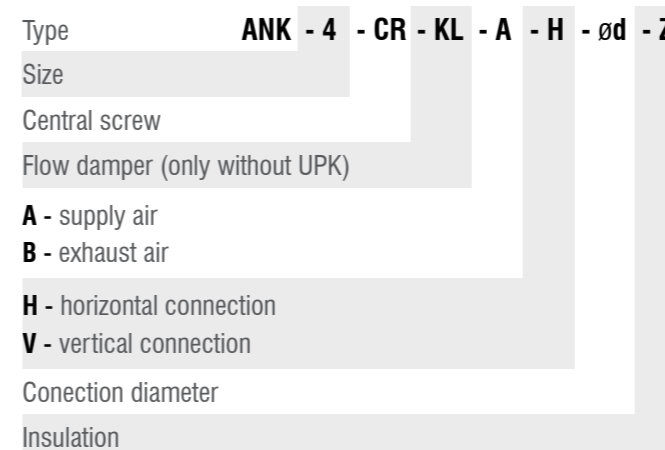 Type ANK - 4 - CR - KL - A - H - ød - Z
Size
Central screw
Flow damper (only without UPK)
A - supply air
B - exhaust air
H - horizontal connection
V - vertical connection
Conection diameter
Insulation